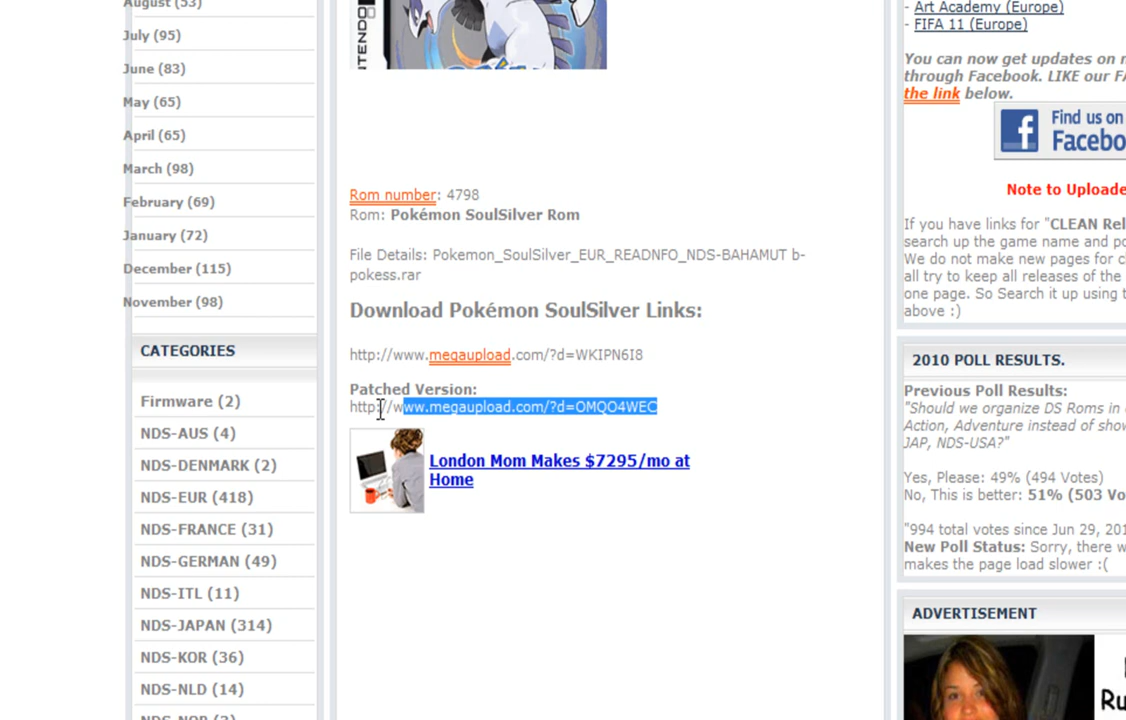 August (53)
July (95)
June (83)
May (65)
April (65)
March (98)
February (69)
January (72)
December (115)
November (98)
CATEGORIES
Firmware (2)
NDS-AUS (4)
NDS-DENMARK (2)
NDS-EUR (418)
NDS-FRANCE (31)
NDS-GERMAN (49)
NDS-ITL (11)
NDS-JAPAN (314)
NDS-KOR (36)
NDS-NLD (14)
NINTENDO
Rom number: 4798
Rom: Pokémon SoulSilver Rom
File Details: Pokemon_SoulSilver_EUR_READNFO_NDS-BAHAMUT b-
pokess.rar
Download Pokémon SoulSilver Links:
http://www.megaupload.com/?d=WKIPN6I8
Patched Version:
http://www.megaupload.com/?d=OMQO4WEC
London Mom Makes $7295/mo at
Home
- Art Academy (Europe)
- FIFA 11 (Europe)
You can now get updates on m
through Facebook. LIKE our FA
the link below.
Find us on
Facebo
Note to Uploade
If you have links for "CLEAN Rel
search up the game name and po
We do not make new pages for cl
all try to keep all releases of the
one page. So Search it up using t
above :)
2010 POLL RESULTS.
Previous Poll Results:
"Should we organize DS Roms in
Action, Adventure instead of show
JAP, NDS-USA?"
Yes, Please: 49% (494 Votes)
No, This is better: 51% (503 Vo
"994 total votes since Jun 29, 201
New Poll Status: Sorry, there w
makes the page load slower :(
ADVERTISEMENT
Ru